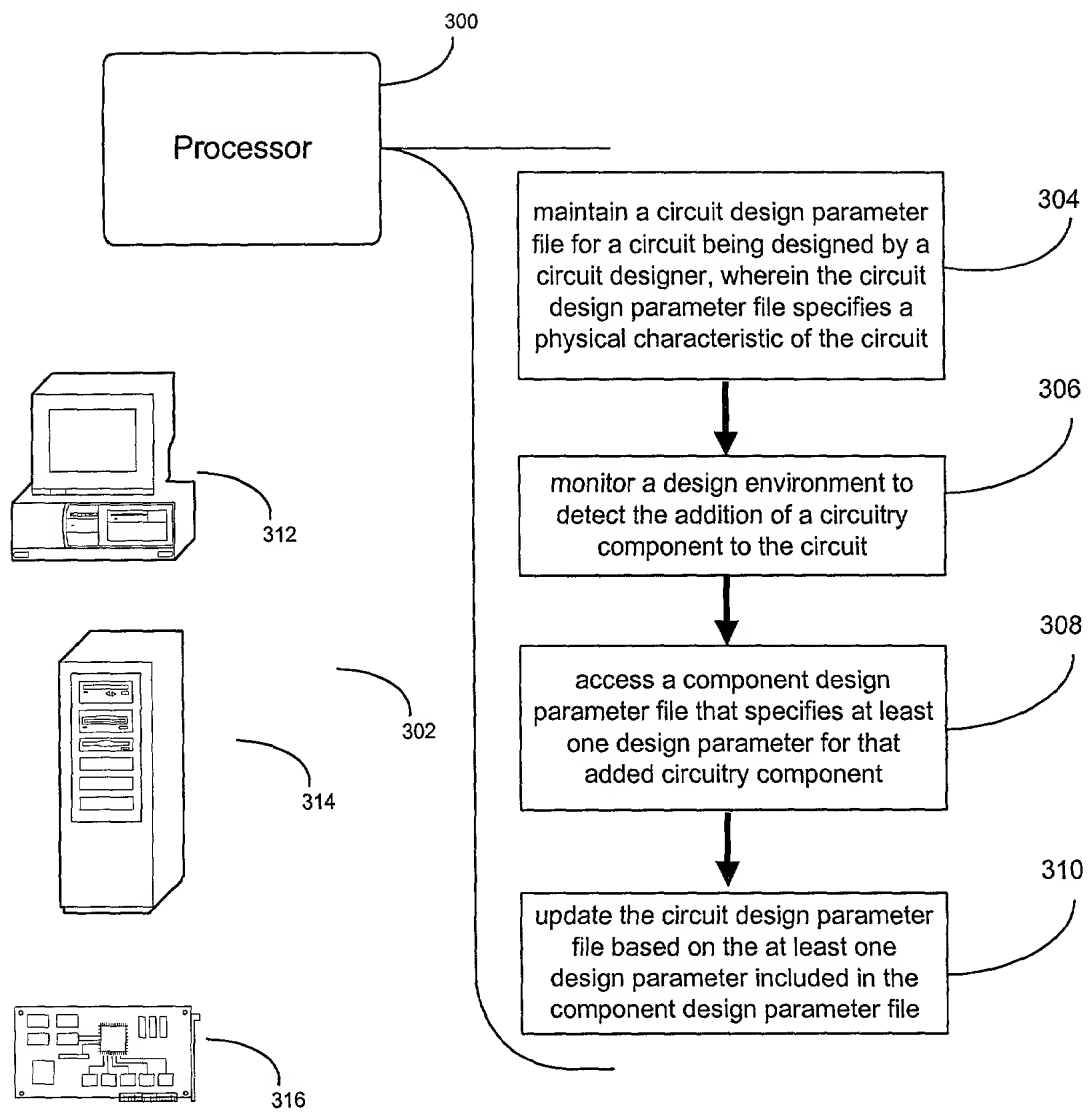 300
Processor
304
maintain a circuit design parameter
file for a circuit being designed by a
circuit designer, wherein the circuit
design parameter file specifies a
physical characteristic of the circuit
306
monitor a design environment to
detect the addition of a circuitry
component to the circuit
312
308
access a component design
parameter file that specifies at least
one design parameter for that
added circuitry component
302
314
310
update the circuit design parameter
file based on the at least one
design parameter included in the
component design parameter file
316